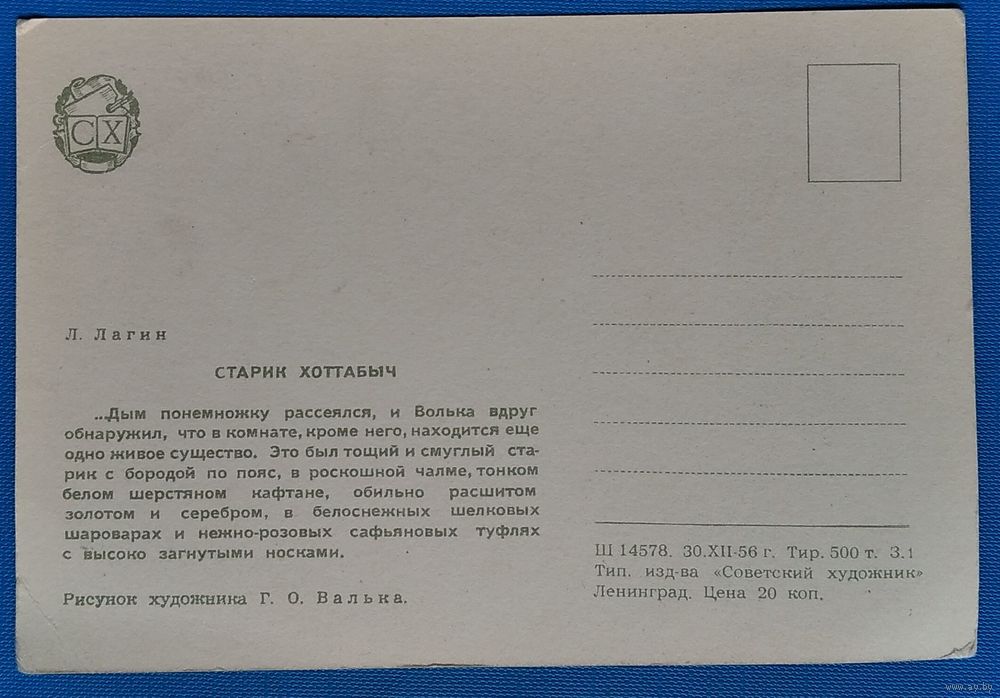 СХ
Л. Лагин
СТАРИК ХОТТАБЫЧ
...Дым понемножку рассеялся, и Волька вдруг
обнаружил, что в комнате, кроме него, находится еще
одно живое существо. Это был тощий и смуглый ста-
рик с бородой по пояс, в роскошной чалме, тонком
белом шерстяном кафтане, обильно расшитом
золотом и серебром, в белоснежных шелковых
шароварах и нежно-розовых сафьяновых туфлях
с высоко загнутыми носками.
Рисунок художника Г. О. Валька.
Ш 14578. 30.XII-56 г. Тир. 500 т. З.1
Тип. изд-ва «Советский художник»
Ленинград. Цена 20 коп.
www.ay.by